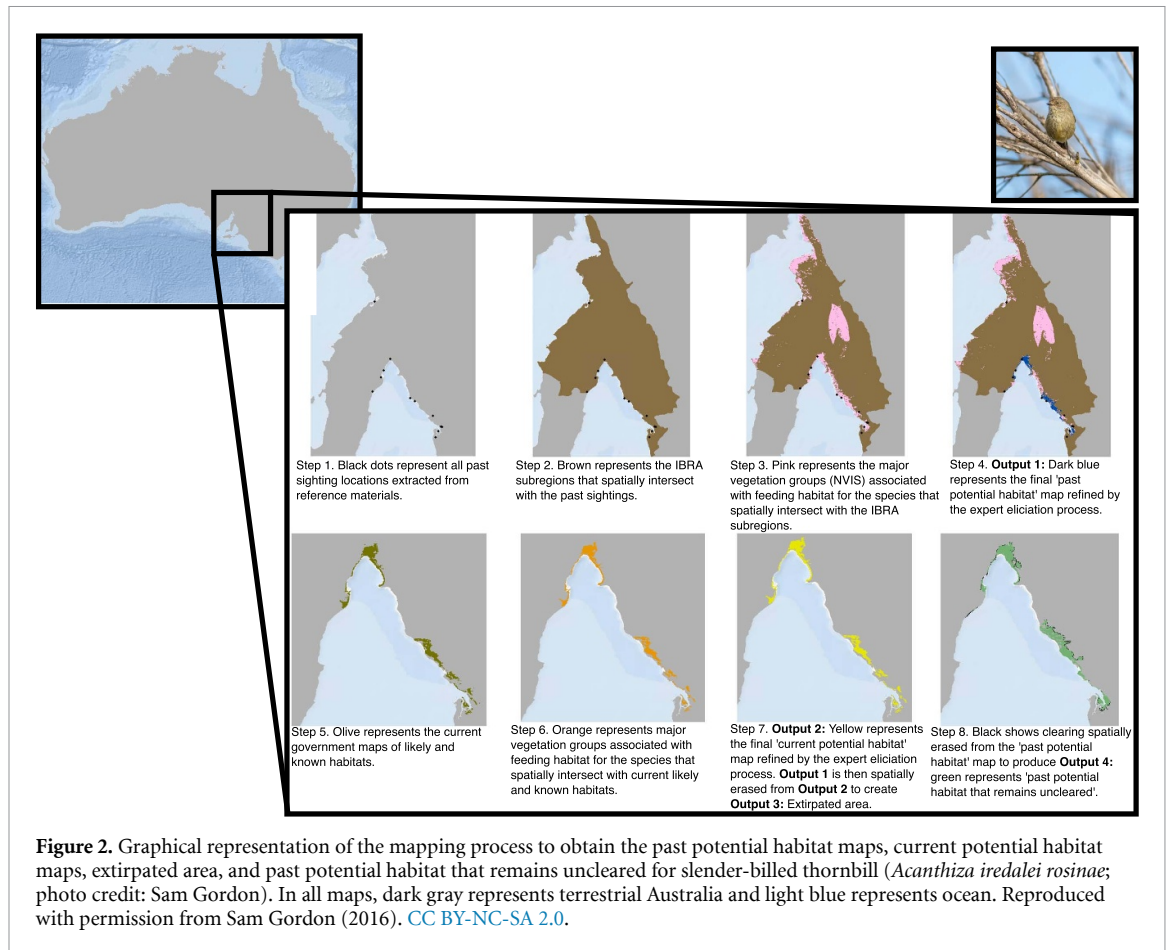 Step 1. Black dots represent all past
sighting locations extracted from
reference materials.
Step 2. Brown represents the IBRA
subregions that spatially intersect
with the past sightings.
Step 3. Pink represents the major
vegetation groups (NVIS) associated
with feeding habitat for the species that
spatially intersect with the IBRA
subregions.
Step 4. Output 1: Dark blue
represents the final 'past
potential habitat' map refined by
the expert eliciation process.
Step 5. Olive represents the current
government maps of likely and
known habitats.
Step 6. Orange represents major
vegetation groups associated with
feeding habitat for the species that
spatially intersect with current likely
and known habitats.
Step 7. Output 2: Yellow represents
the final 'current potential habitat'
map refined by the expert eliciation
process. Output 1 is then spatially
erased from Output 2 to create
Output 3: Extirpated area.
Step 8. Black shows clearing spatially
erased from the 'past potential
habitat' map to produce Output 4:
green represents 'past potential
habitat that remains uncleared'.
Figure 2. Graphical representation of the mapping process to obtain the past potential habitat maps, current potential habitat
maps, extirpated area, and past potential habitat that remains uncleared for slender-billed thornbill (Acanthiza iredalei rosinae;
photo credit: Sam Gordon). In all maps, dark gray represents terrestrial Australia and light blue represents ocean. Reproduced
with permission from Sam Gordon (2016). CC BY-NC-SA 2.0.